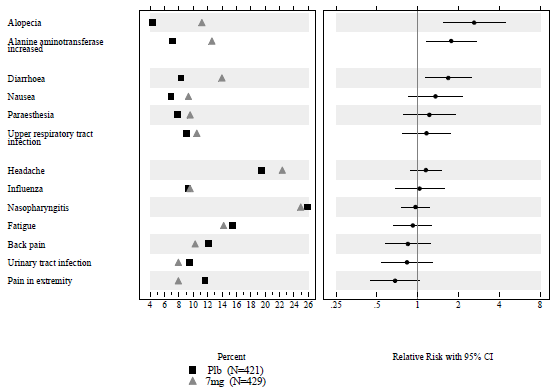 Alopecia
Alanine aminotransferase
increased
Diarrhoea
Nausea
Paraesthesia
Upper respiratory tract
infection
Headache
Influenza
Nasopharyngitis
Fatigue
Back pain
Urinary tract infection
Pain in extremity
4 6 8 10 12 14 16 18 20 22 24 26
.25 .5 1 2 4 8
Percent
Relative Risk with 95% CI
Plb (N=421)
7mg (N=429)